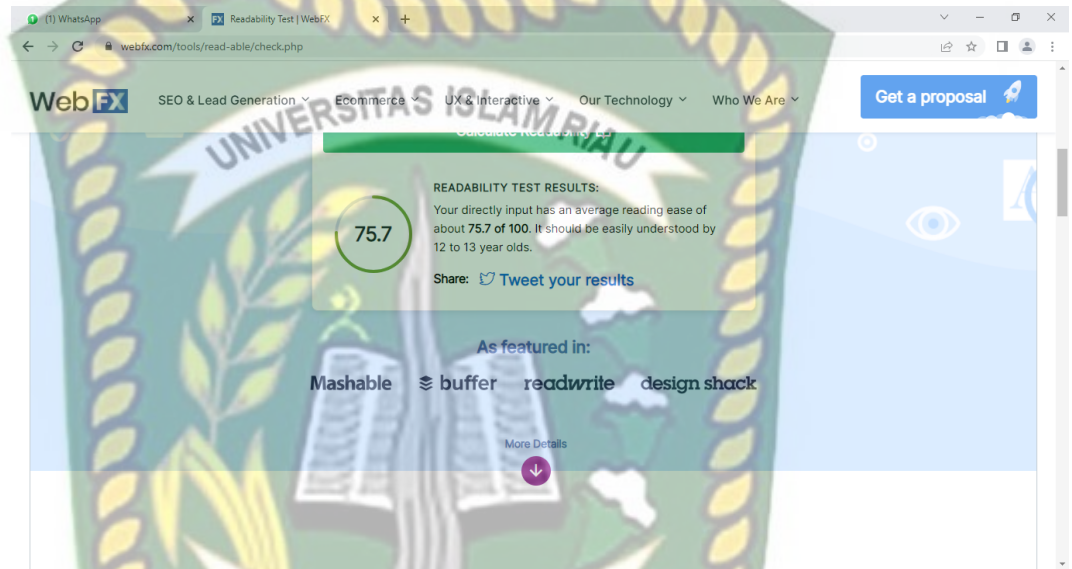 (1) WhatsApp
Readability Test | WebFX
webfx.com/tools/read-able/check.php
WebFX SEO & Lead Generation Ecommerce UX & Interactive Our Technology Who We Are Get a proposal
UNIVERSITAS ISLAM RIAU
Calculate Readability
READABILITY TEST RESULTS:
75.7
Your directly input has an average reading ease of
about 75.7 of 100. It should be easily understood by
12 to 13 year olds.
Share: Tweet your results
As featured in:
Mashable buffer readwrite design shack
More Details